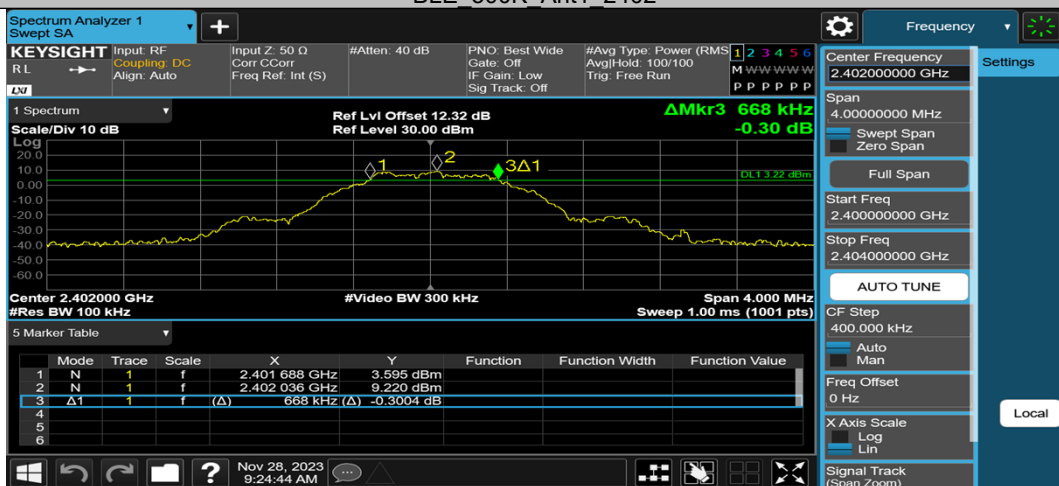 Spectrum Analyzer 1
Swept SA
+
Frequency
KEYSIGHT
RL
LXI
Input: RF
Coupling: DC
Align: Auto
Input Z: 50 Ω
Corr CCorr
Freq Ref: Int (S)
#Atten: 40 dB
PNO: Best Wide
Gate: Off
IF Gain: Low
Sig Track: Off
#Avg Type: Power (RMS
Avg|Hold: 100/100
Trig: Free Run
1 2 3 4 5 6
M W W W W W
P P P P P P
1 Spectrum
Scale/Div 10 dB
Ref Lvl Offset 12.32 dB
Ref Level 30.00 dBm
ΔMkr3 668 kHz
-0.30 dB
Log
20.0
10.0
0.00
-10.0
-20.0
-30.0
-40.0
-50.0
-60.0
1
2
3Δ1
DL1 3.22 dBm
Center 2.402000 GHz
#Res BW 100 kHz
#Video BW 300 kHz
Span 4.000 MHz
Sweep 1.00 ms (1001 pts)
5 Marker Table
Mode Trace Scale X Y Function Function Width Function Value
1 N 1 f 2.401 688 GHz 3.595 dBm
2 N 1 f 2.402 036 GHz 9.220 dBm
3 Δ1 1 f (Δ) 668 kHz (Δ) -0.3004 dB
4
5
6
?
Nov 28, 2023
9:24:44 AM
Center Frequency
2.402000000 GHz
Span
4.00000000 MHz
Swept Span
Zero Span
Full Span
Start Freq
2.400000000 GHz
Stop Freq
2.404000000 GHz
AUTO TUNE
CF Step
400.000 kHz
Auto
Man
Freq Offset
0 Hz
X Axis Scale
Log
Lin
Signal Track
(Span Zoom)
Settings
Local